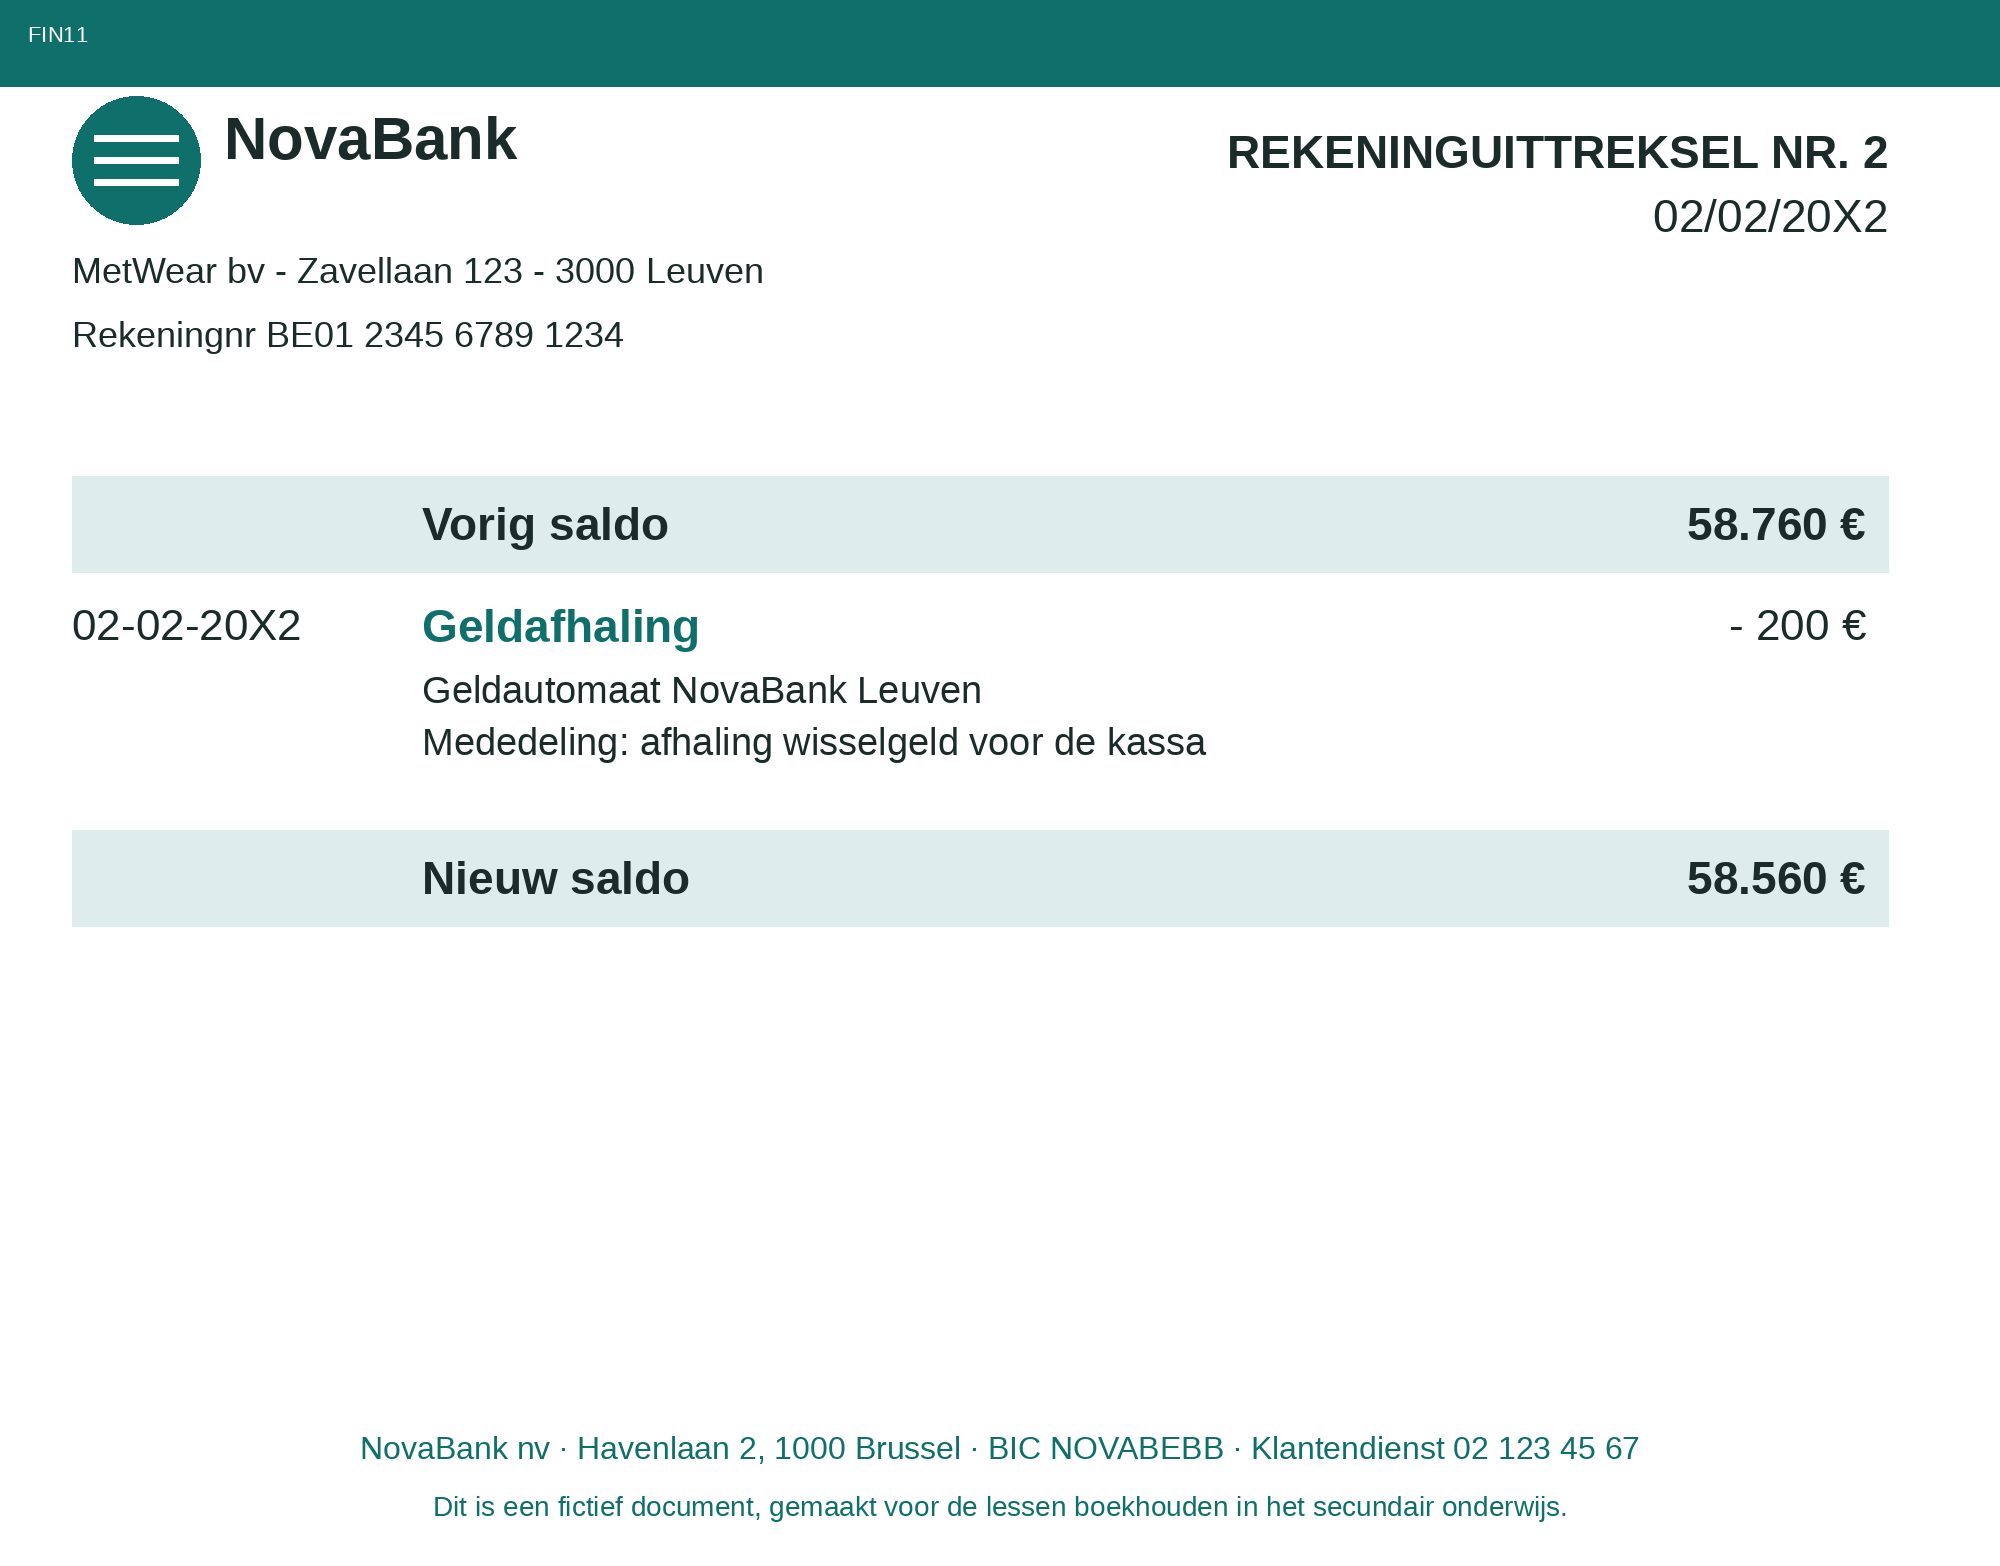 FIN11
NovaBank
REKENINGUITTREKSEL NR. 2
02/02/20X2
MetWear bv - Zavellaan 123 - 3000 Leuven
Rekeningnr BE01 2345 6789 1234
Vorig saldo 58.760 €
02-02-20X2 Geldafhaling - 200 €
Geldautomaat NovaBank Leuven
Mededeling: afhaling wisselgeld voor de kassa
Nieuw saldo 58.560 €
NovaBank nv · Havenlaan 2, 1000 Brussel · BIC NOVABEBB · Klantendienst 02 123 45 67
Dit is een fictief document, gemaakt voor de lessen boekhouden in het secundair onderwijs.